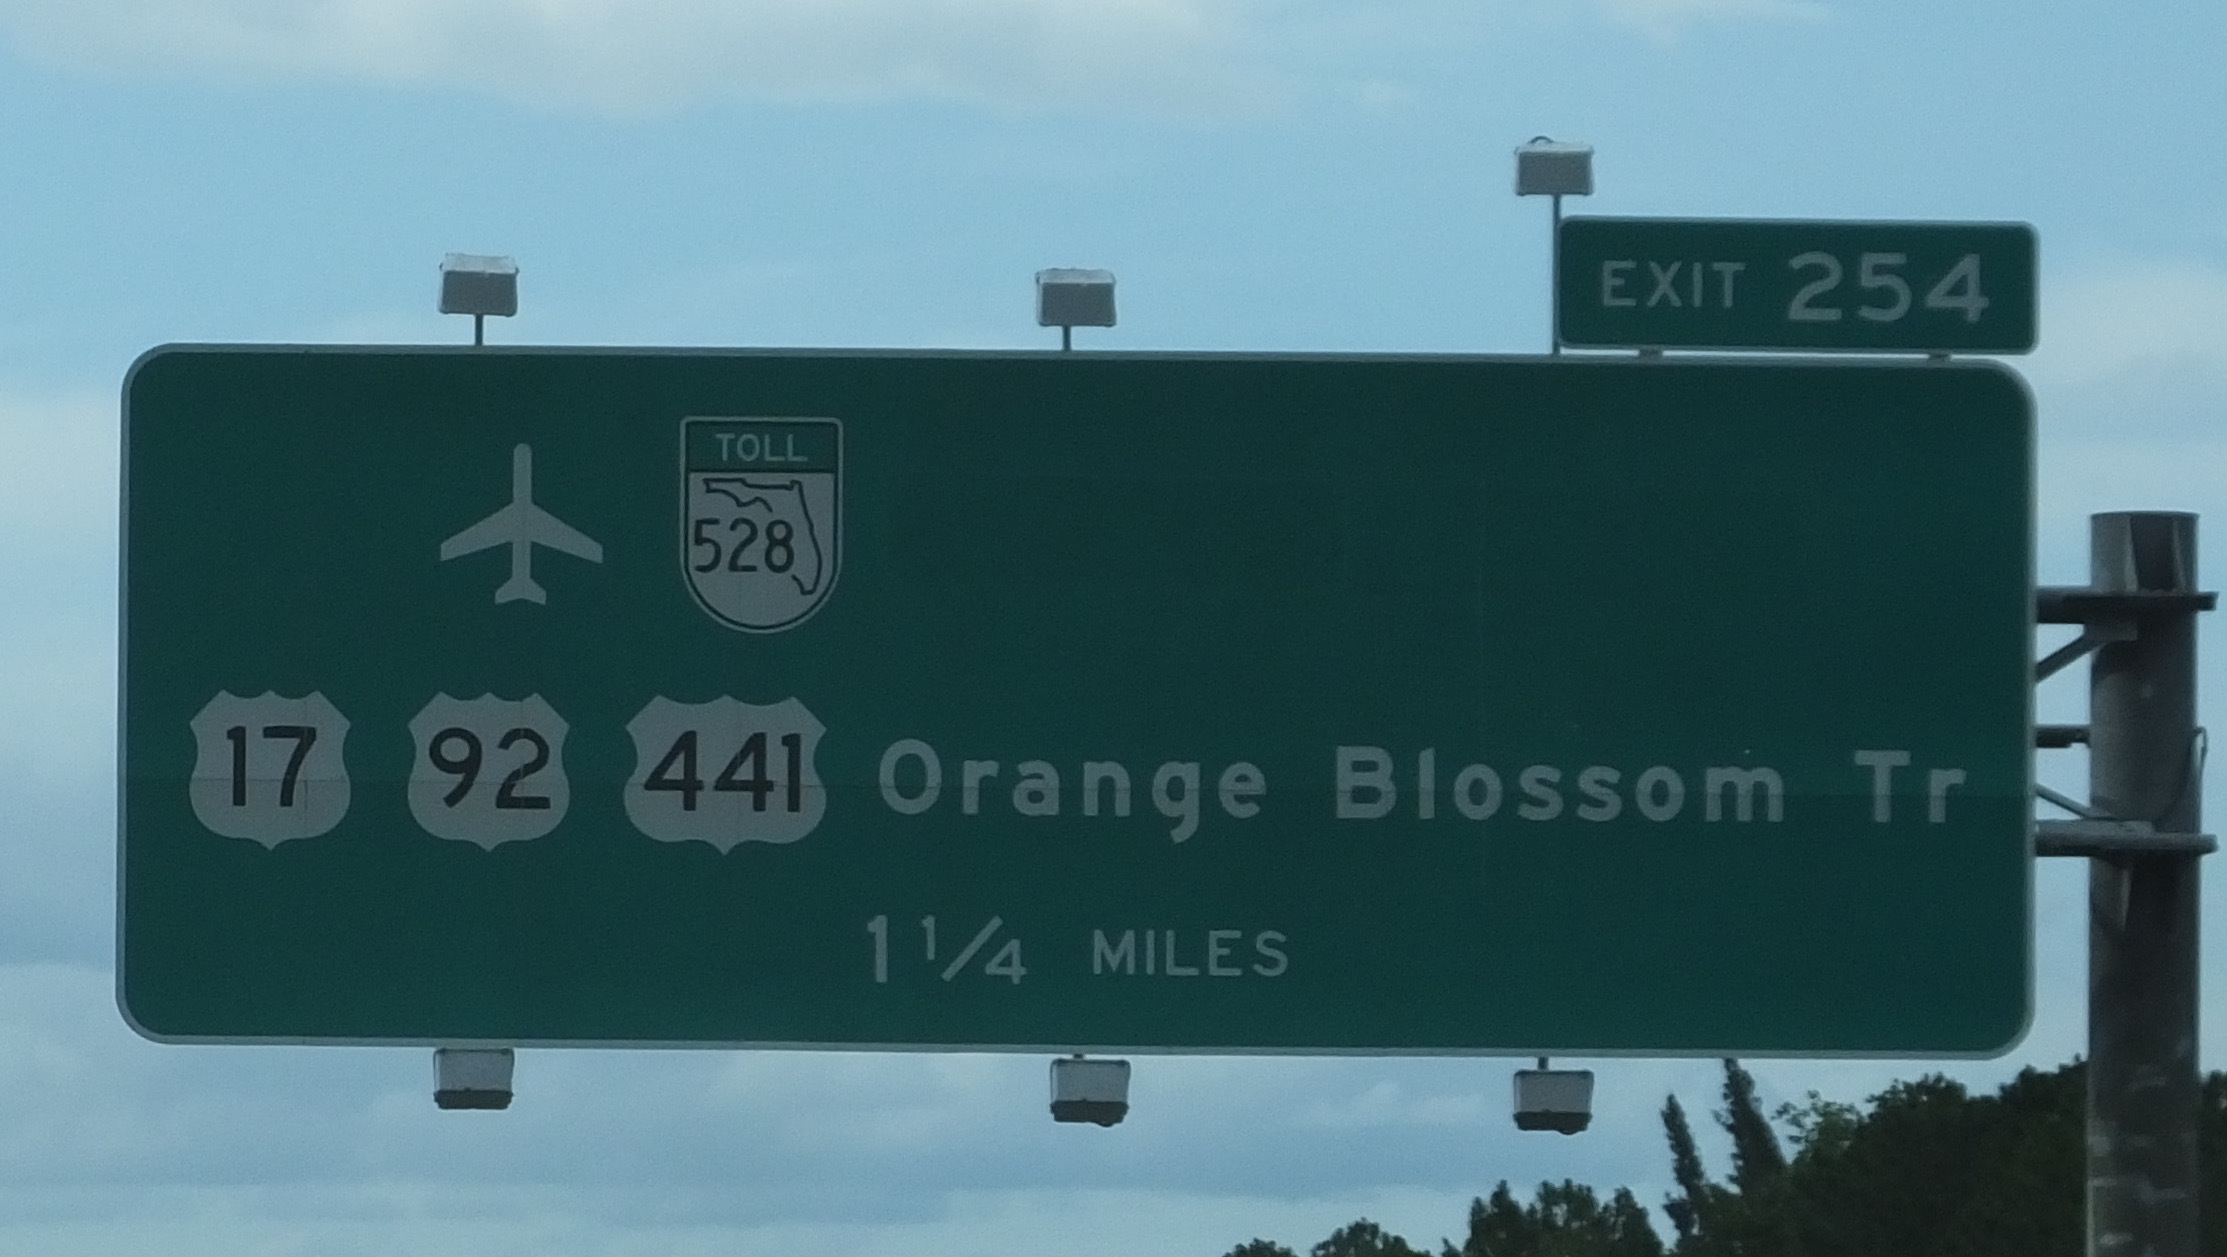 EXIT 254
TOLL
528
17 92 441 Orange Blossom Tr
1 1/4 MILES